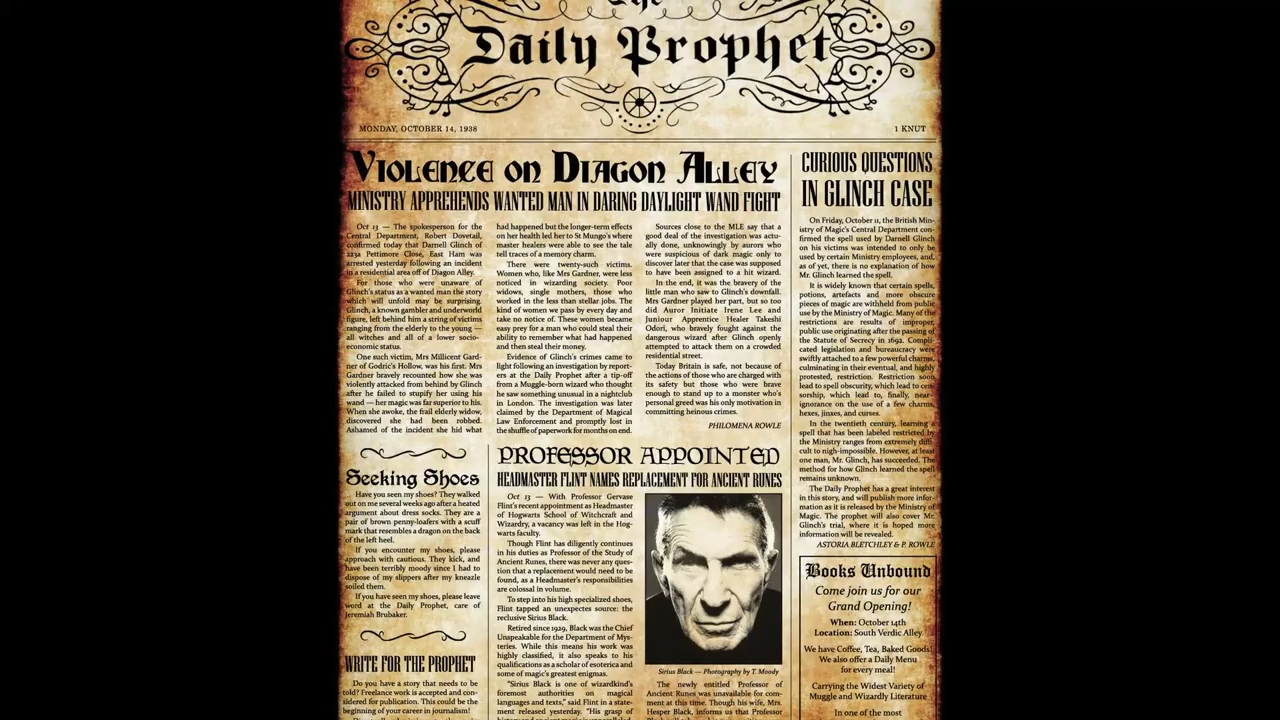 The
Daily Prophet
MONDAY, OCTOBER 14, 1938
1 KNUT
Violence on Diagon Alley
MINISTRY APPREHENDS WANTED MAN IN DARING DAYLIGHT WAND FIGHT
Oct 13 — The spokesperson for the
Central Department, Robert Dovetail,
confirmed today that Darnell Glinch of
223a Pettimore Close, East Ham was
arrested yesterday following an incident
in a residential area off of Diagon Alley.
For those who were unaware of
Glinch's status as a wanted man the story
which will unfold may be surprising.
Glinch, a known gambler and underworld
figure, left behind him a string of victims
ranging from the elderly to the young —
all witches and all of a lower socio-
economic status.
One such victim, Mrs Millicent Gard-
ner of Godric's Hollow, was his first. Mrs
Gardner bravely recounted how she was
violently attacked from behind by Glinch
after he failed to stupify her using his
wand — her magic was far superior to his.
When she awoke, the frail elderly widow,
discovered she had been robbed.
Ashamed of the incident she hid what
had happened but the longer-term effects
on her health led her to St Mungo's where
master healers were able to see the tale
tell traces of a memory charm.
There were twenty-such victims.
Women who, like Mrs Gardner, were less
noticed in wizarding society. Poor
widows, single mothers, those who
worked in the less than stellar jobs. The
kind of women we pass by every day and
take no notice of. These women became
easy prey for a man who could steal their
ability to remember what had happened
and then steal their money.
Evidence of Glinch's crimes came to
light following an investigation by report-
ers at the Daily Prophet after a tip-off
from a Muggle-born wizard who thought
he saw something unusual in a nightclub
in London. The investigation was later
claimed by the Department of Magical
Law Enforcement and promptly lost in
the shuffle of paperwork for months on end.
Sources close to the MLE say that a
good deal of the investigation was actu-
ally done, unknowingly by aurors who
were suspicious of dark magic only to
discover later that the case was supposed
to have been assigned to a hit wizard.
In the end, it was the bravery of the
little man who saw to Glinch's downfall.
Mrs Gardner played her part, but so too
did Auror Initiate Irene Lee and
Juniour Apprentice Healer Takeshi
Odori, who bravely fought against the
dangerous wizard after Glinch openly
attempted to attack them on a crowded
residential street.
Today Britain is safe, not because of
the actions of those who are charged with
its safety but those who were brave
enough to stand up to a monster who's
personal greed was his only motivation in
committing heinous crimes.
PHILOMENA ROWLE
CURIOUS QUESTIONS
IN GLINCH CASE
On Friday, October 11, the British Min-
istry of Magic's Central Department con-
firmed the spell used by Darnell Glinch
on his victims was intended to only be
used by certain Ministry employees, and,
as of yet, there is no explanation of how
Mr. Glinch learned the spell.
It is widely known that certain spells,
potions, artefacts and more obscure
pieces of magic are withheld from public
use by the Ministry of Magic. Many of the
restrictions are results of improper,
public use originating after the passing of
the Statute of Secrecy in 1692. Compli-
cated legislation and bureaucracy were
swiftly attached to a few powerful charms,
culminating in their eventual, and highly
protested, restriction. Restriction soon
lead to spell obscurity, which lead to cen-
sorship, which lead to, finally, near-
ignorance on the use of a few charms,
hexes, jinxes, and curses.
In the twentieth century, learning a
spell that has been labeled restricted by
the Ministry ranges from extremely diffi-
cult to nigh-impossible. However, at least
one man, Mr. Glinch, has succeeded. The
method for how Glinch learned the spell
remains unknown.
The Daily Prophet has a great interest
in this story, and will publish more infor-
mation as it is released by the Ministry of
Magic. The prophet will also cover Mr.
Glinch's trial, where it is hoped more
information will be revealed.
ASTORIA BLETCHLEY & P. ROWLE
Seeking Shoes
Have you seen my shoes? They walked
out on me several weeks ago after a heated
argument about dress socks. They are a
pair of brown penny-loafers with a scuff
mark that resembles a dragon on the back
of the left heel.
If you encounter my shoes, please
approach with cautious. They kick, and
have been terribly moody since I had to
dispose of my slippers after my kneazle
soiled them.
If you have seen my shoes, please leave
word at the Daily Prophet, care of
Jeremiah Brubaker.
WRITE FOR THE PROPHET
Do you have a story that needs to be
told? Freelance work is accepted and con-
sidered for publication. This could be the
beginning of your career in journalism!
PROFESSOR APPOINTED
HEADMASTER FLINT NAMES REPLACEMENT FOR ANCIENT RUNES
Oct 13 — With Professor Gervase
Flint's recent appointment as Headmaster
of Hogwarts School of Witchcraft and
Wizardry, a vacancy was left in the Hog-
warts faculty.
Though Flint has diligently continues
in his duties as Professor of the Study of
Ancient Runes, there was never any ques-
tion that a replacement would need to be
found, as a Headmaster's responsibilities
are colossal in volume.
To step into his high specialized shoes,
Flint tapped an unexpectes source: the
reclusive Sirius Black.
Retired since 1929, Black was the Chief
Unspeakable for the Department of Mys-
teries. While this means his work was
highly classified, it also speaks to his
qualifications as a scholar of esoterica and
some of magic's greatest enigmas.
"Sirius Black is one of wizardkind's
foremost authorities on magical
languages and texts," said Flint in a state-
ment released yesterday. "His grasp of
Sirius Black — Photography by T. Moody
The newly entitled Professor of
Ancient Runes was unavailable for com-
ment at this time. Though his wife, Mrs.
Hesper Black, informs us that Professor
Books Unbound
Come join us for our
Grand Opening!
When: October 14th
Location: South Verdic Alley
We have Coffee, Tea, Baked Goods!
We also offer a Daily Menu
for every meal!
Carrying the Widest Variety of
Muggle and Wizardly Literature
In one of the most